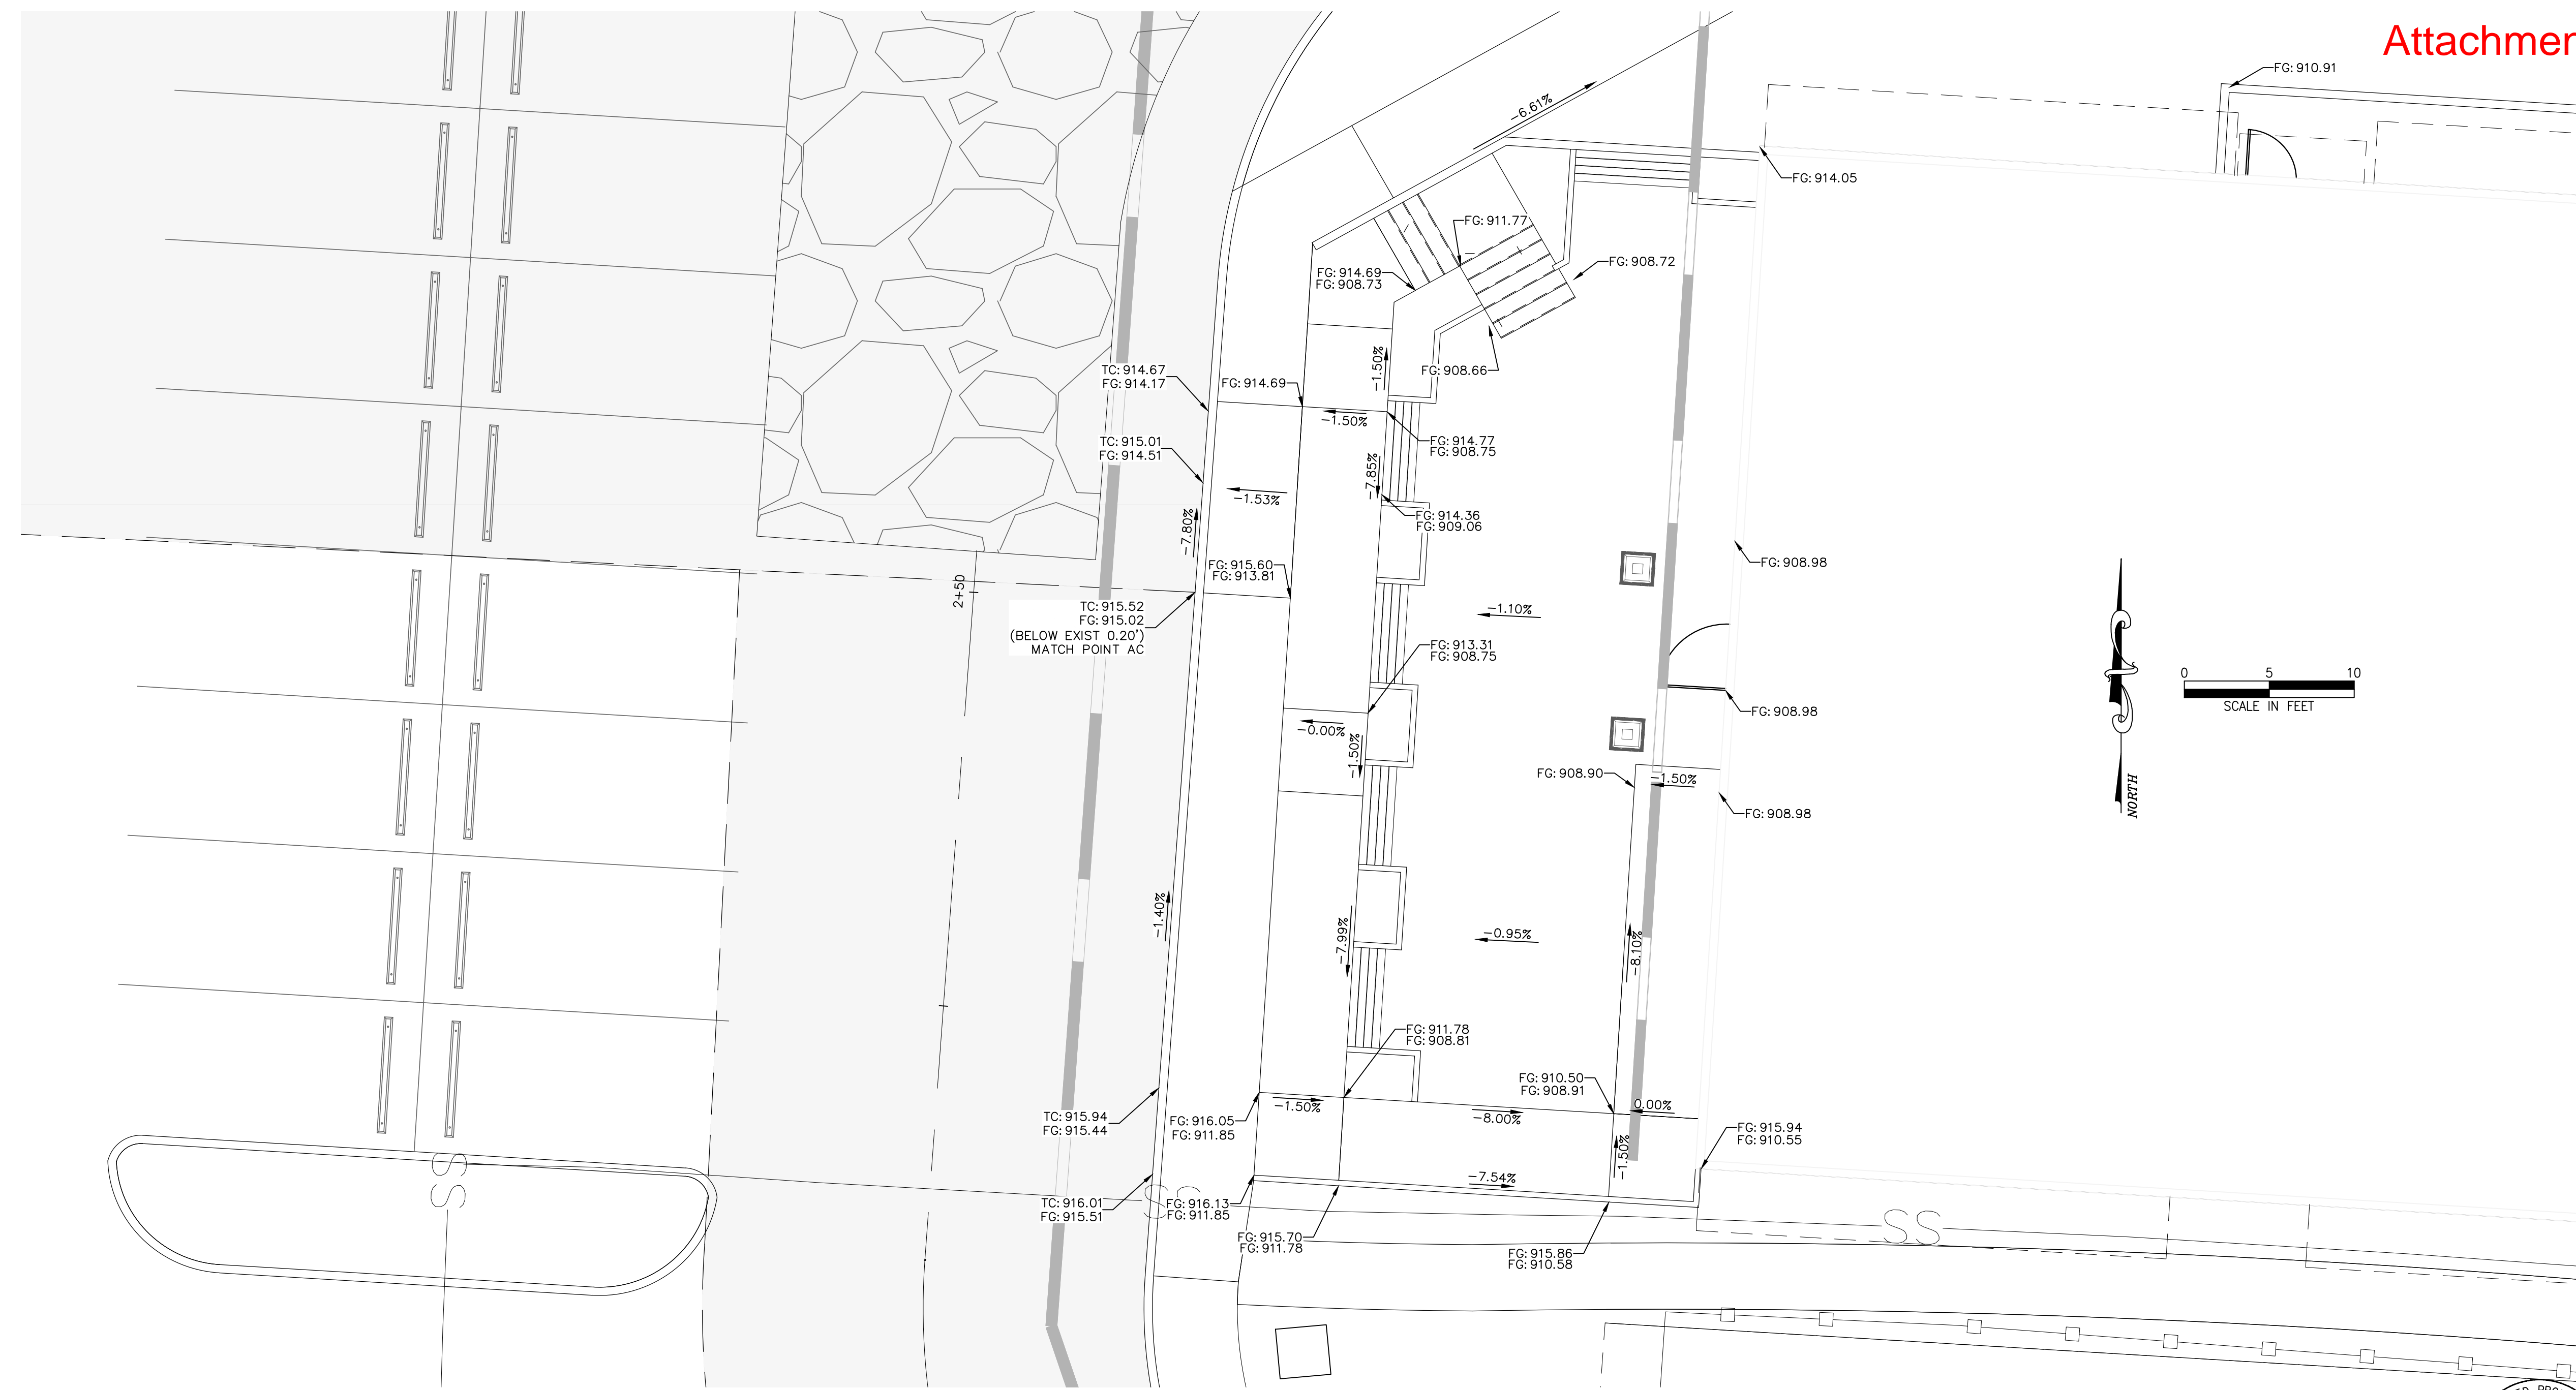 Attachmen
FG: 910.91
-6.61%
FG: 914.05
FG: 911.77
FG: 908.72
FG: 914.69
FG: 908.73
-1.50%
FG: 908.66
TC: 914.67
FG: 914.17
FG: 914.69
-1.50%
TC: 915.01
FG: 914.51
FG: 914.77
FG: 908.75
-7.85%
-1.53%
-7.80%
FG: 914.36
FG: 909.06
FG: 908.98
FG: 915.60
FG: 913.81
2+50
TC: 915.52
FG: 915.02
(BELOW EXIST 0.20')
MATCH POINT AC
-1.10%
FG: 913.31
FG: 908.75
FG: 908.98
0 5 10
SCALE IN FEET
-0.00%
-1.50%
FG: 908.90
-1.50%
NORTH
FG: 908.98
-1.40%
-7.99%
-0.95%
-8.10%
FG: 911.78
FG: 908.81
FG: 910.50
FG: 908.91
TC: 915.94
FG: 915.44
FG: 916.05
FG: 911.85
-1.50%
-8.00%
0.00%
FG: 915.94
FG: 910.55
-1.50%
-7.54%
SS
SS
SS
TC: 916.01
FG: 915.51
FG: 916.13
FG: 911.85
FG: 915.70
FG: 911.78
FG: 915.86
FG: 910.58